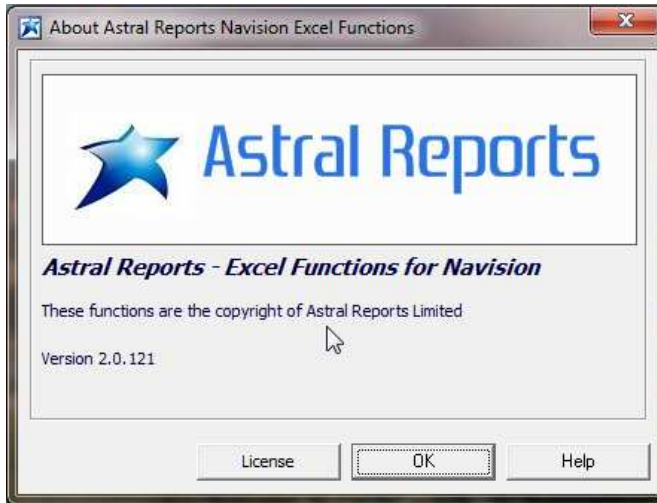 About Astral Reports Navision Excel Functions
Astral Reports
Astral Reports - Excel Functions for Navision
These functions are the copyright of Astral Reports Limited
Version 2.0.121
License OK Help